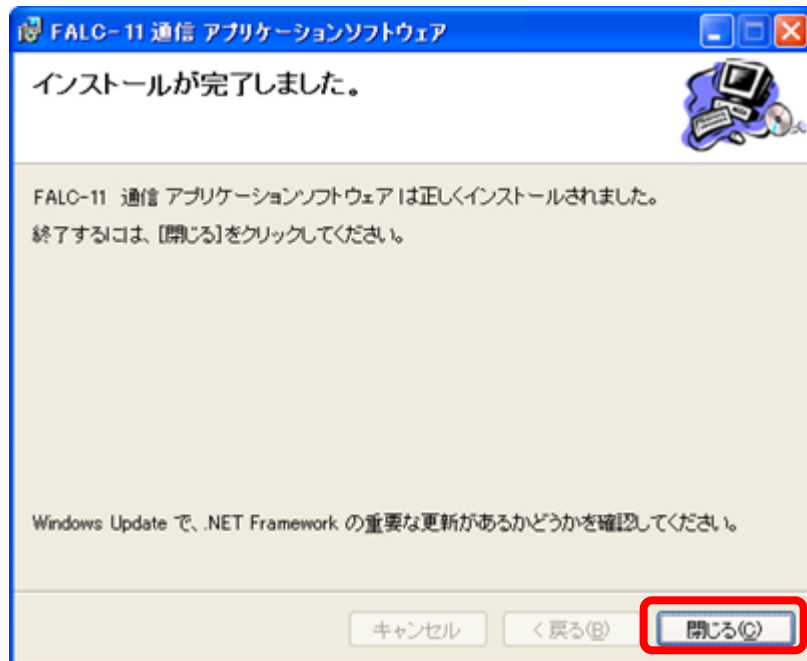 FALC-11 通信 アプリケーションソフトウェア
インストールが完了しました。
FALC-11 通信 アプリケーションソフトウェア は正しくインストールされました。
終了するには、[閉じる]をクリックしてください。
Windows Update で、.NET Framework の重要な更新があるかどうかを確認してください。
キャンセル
< 戻る(B)
閉じる(C)